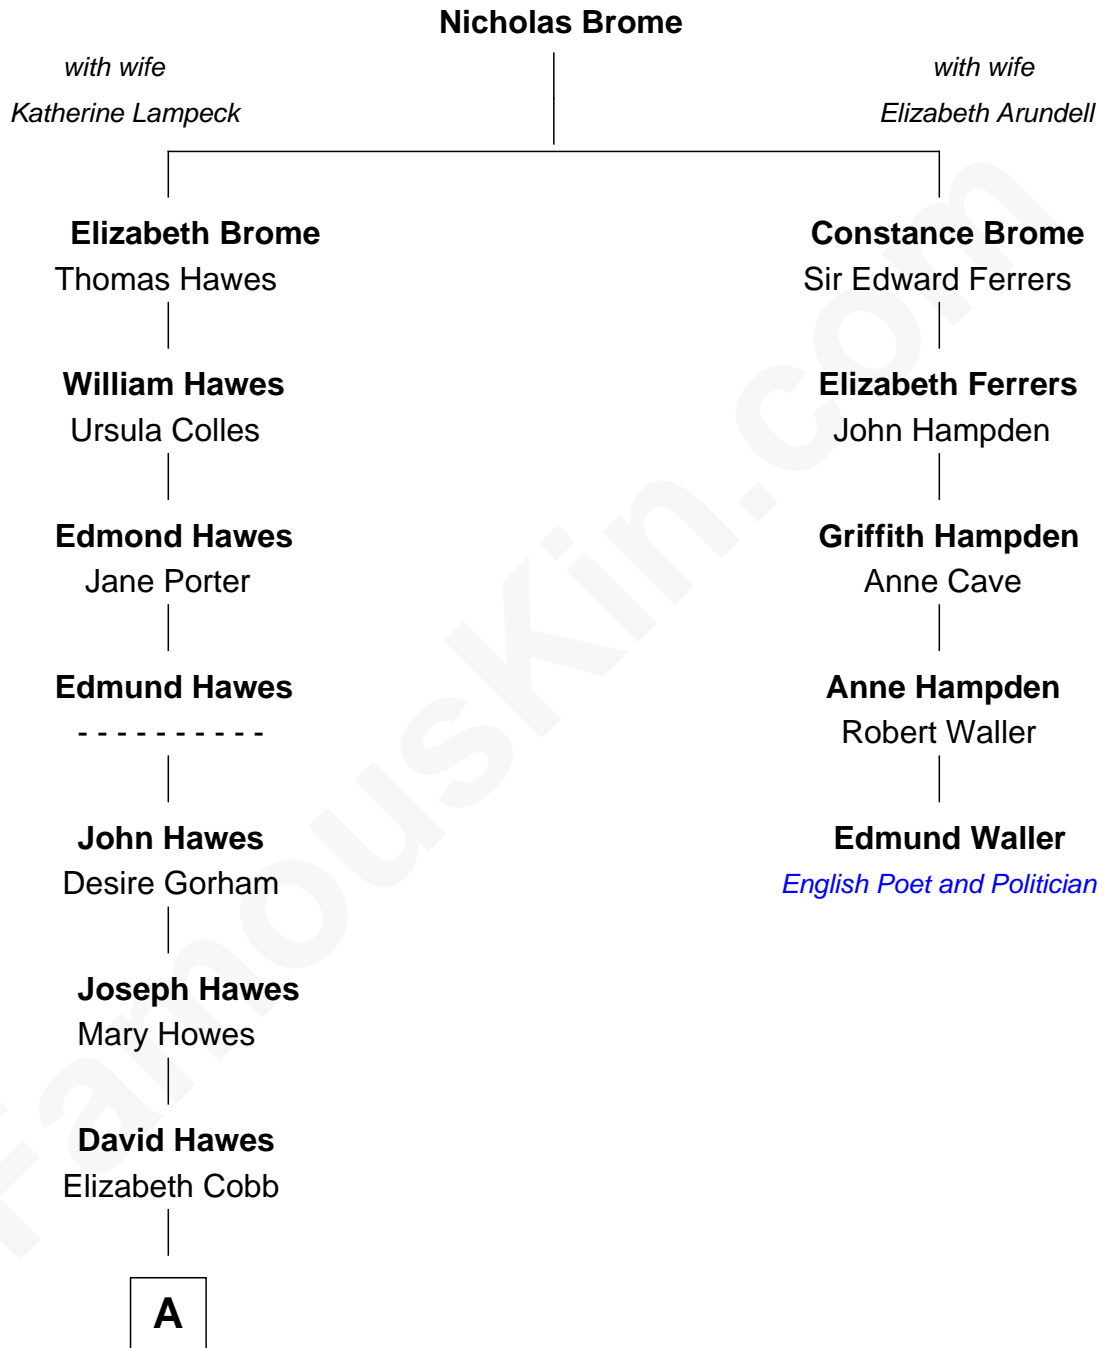 Nicholas Brome
with wife
Katherine Lampeck
with wife
Elizabeth Arundell
Elizabeth Brome
Thomas Hawes
Constance Brome
Sir Edward Ferrers
William Hawes
Ursula Colles
Elizabeth Ferrers
John Hampden
Edmond Hawes
Jane Porter
Griffith Hampden
Anne Cave
Edmund Hawes
- - - - - - - - - -
Anne Hampden
Robert Waller
John Hawes
Desire Gorham
Edmund Waller
English Poet and Politician
Joseph Hawes
Mary Howes
David Hawes
Elizabeth Cobb
A
FamousKin.com